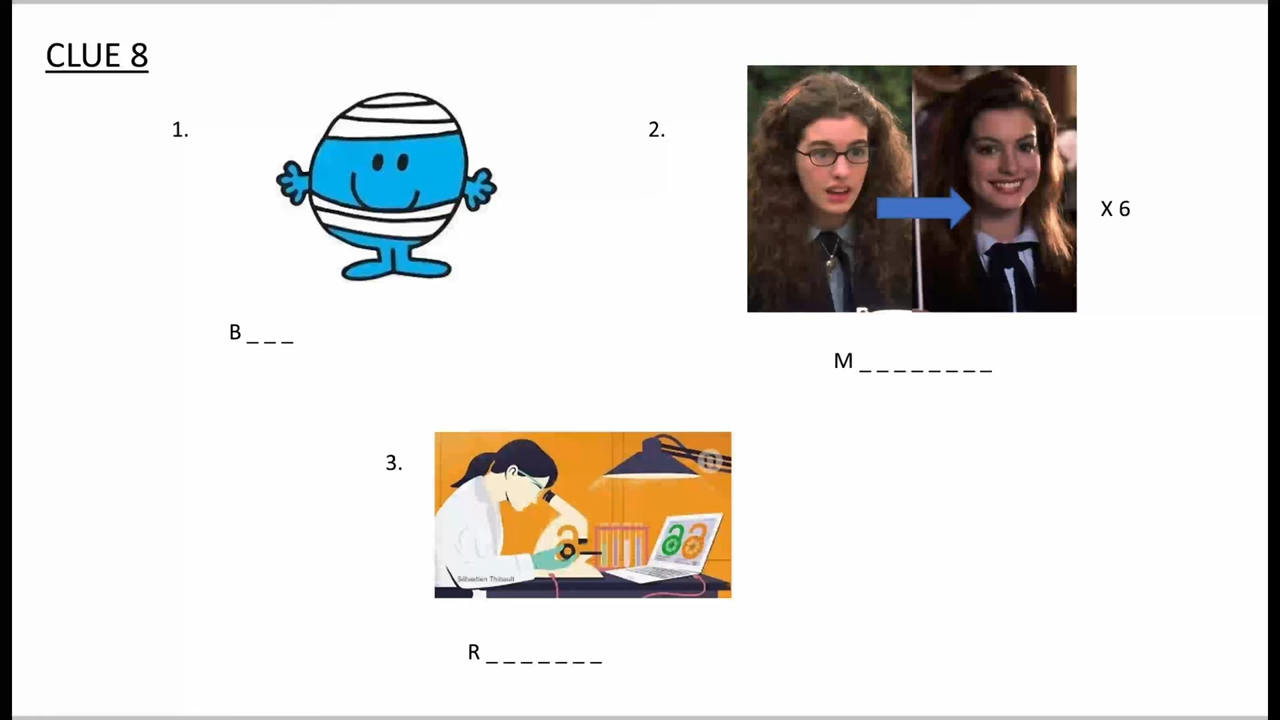 CLUE 8
1.
2.
X 6
B _ _ _
M _ _ _ _ _ _ _ _
3.
Sébastien Thibault
R _ _ _ _ _ _ _